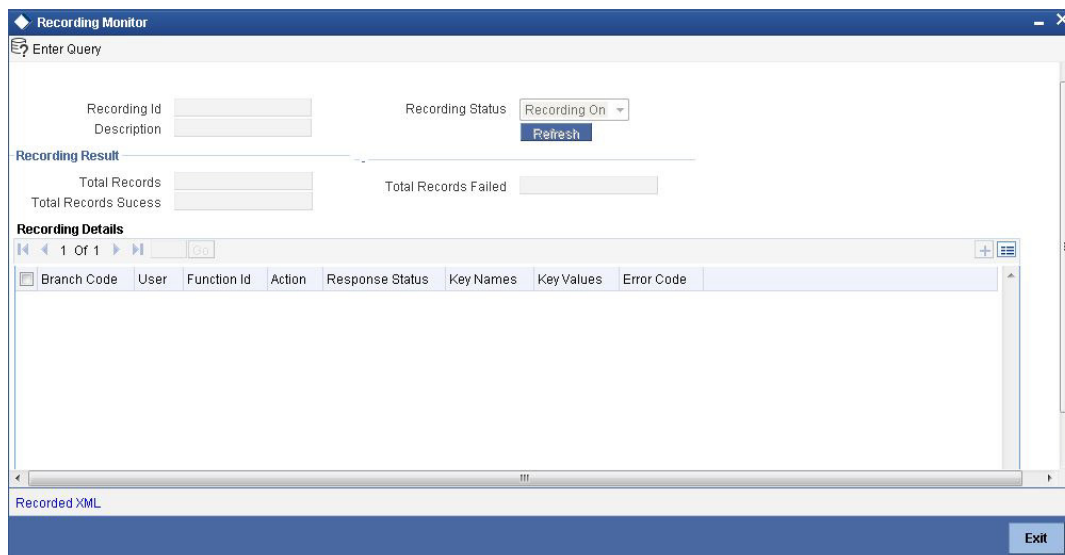 Recording Monitor
Enter Query
Recording Id
Recording Status Recording On
Description
Refresh
Recording Result
Total Records
Total Records Failed
Total Records Sucess
Recording Details
1 Of 1 Go
Branch Code User Function Id Action Response Status Key Names Key Values Error Code
Recorded XML
Exit